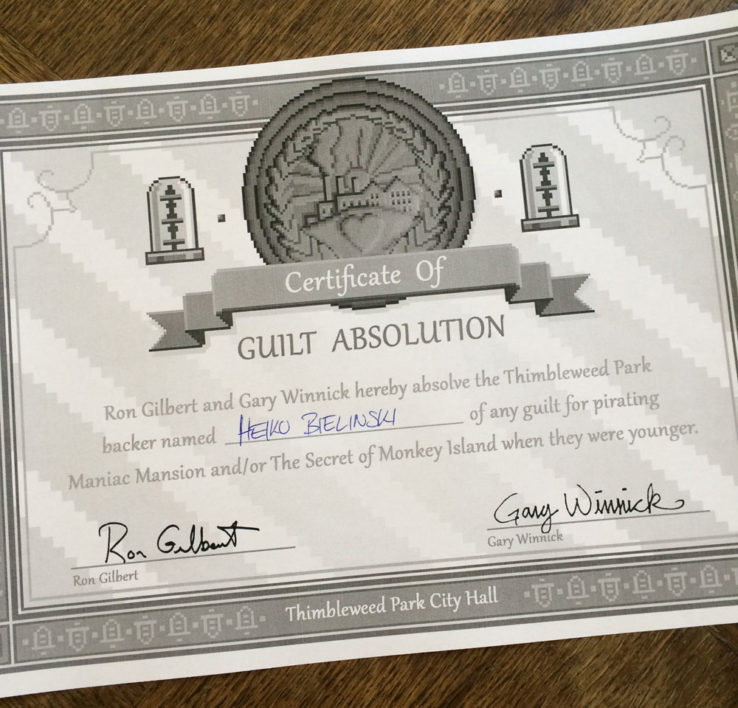 Certificate Of
GUILT ABSOLUTION
Ron Gilbert and Gary Winnick hereby absolve the Thimbleweed Park
backer named HEIKO BIELINSKI of any guilt for pirating
Maniac Mansion and/or The Secret of Monkey Island when they were younger.
Ron Gilbert
Gary Winnick
Ron Gilbert
Gary Winnick
Thimbleweed Park City Hall